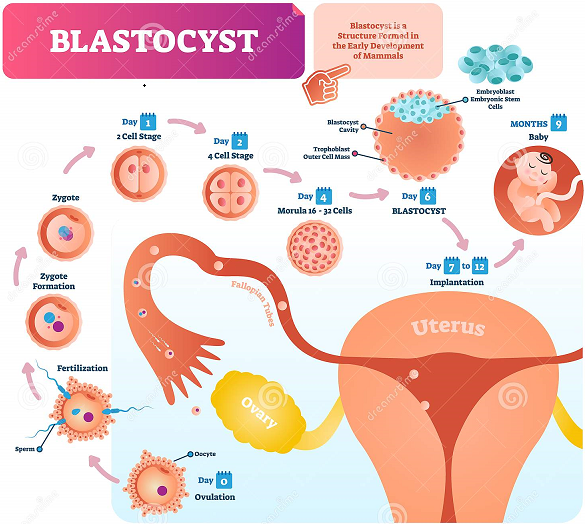 BLASTOCYST
Blastocyst is a
Structure Formed in
the Early Development
of Mammals
Embryoblast
Embryonic Stem
Cells
Blastocyst
Cavity
Trophoblast
Outer Cell Mass
MONTHS 9
Baby
Day 1
2 Cell Stage
Day 2
4 Cell Stage
Day 4
Morula 16 - 32 Cells
Day 6
BLASTOCYST
Day 7 to 12
Implantation
Zygote
Zygote
Formation
Fertilization
Sperm
Oocyte
Day 0
Ovulation
Fallopian Tubes
Ovary
Uterus
dreamstime